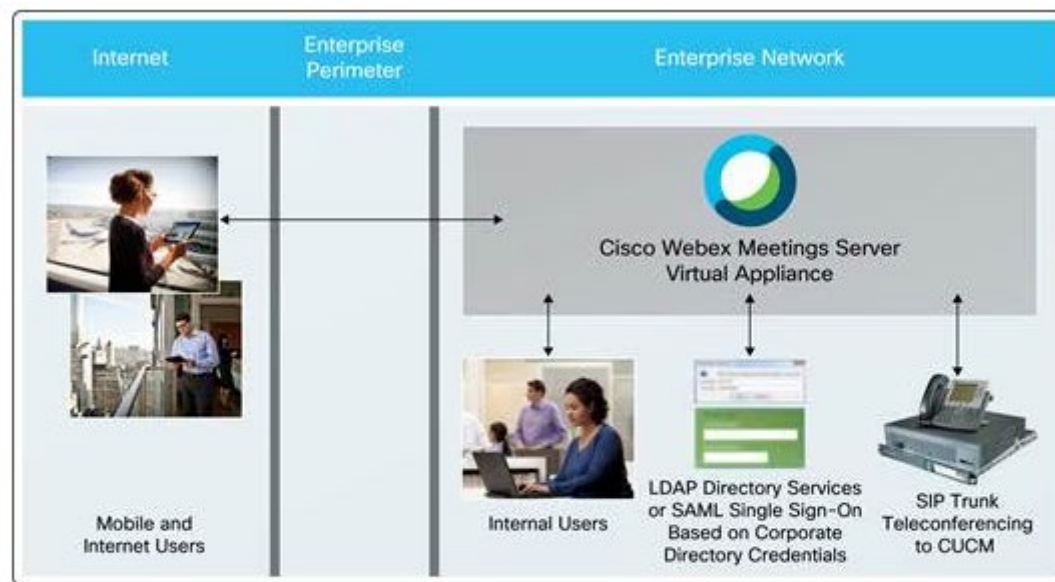 Internet
Enterprise
Perimeter
Enterprise Network
Cisco Webex Meetings Server
Virtual Appliance
Mobile and
Internet Users
Internal Users
LDAP Directory Services
or SAML Single Sign-On
Based on Corporate
Directory Credentials
SIP Trunk
Teleconferencing
to CUCM